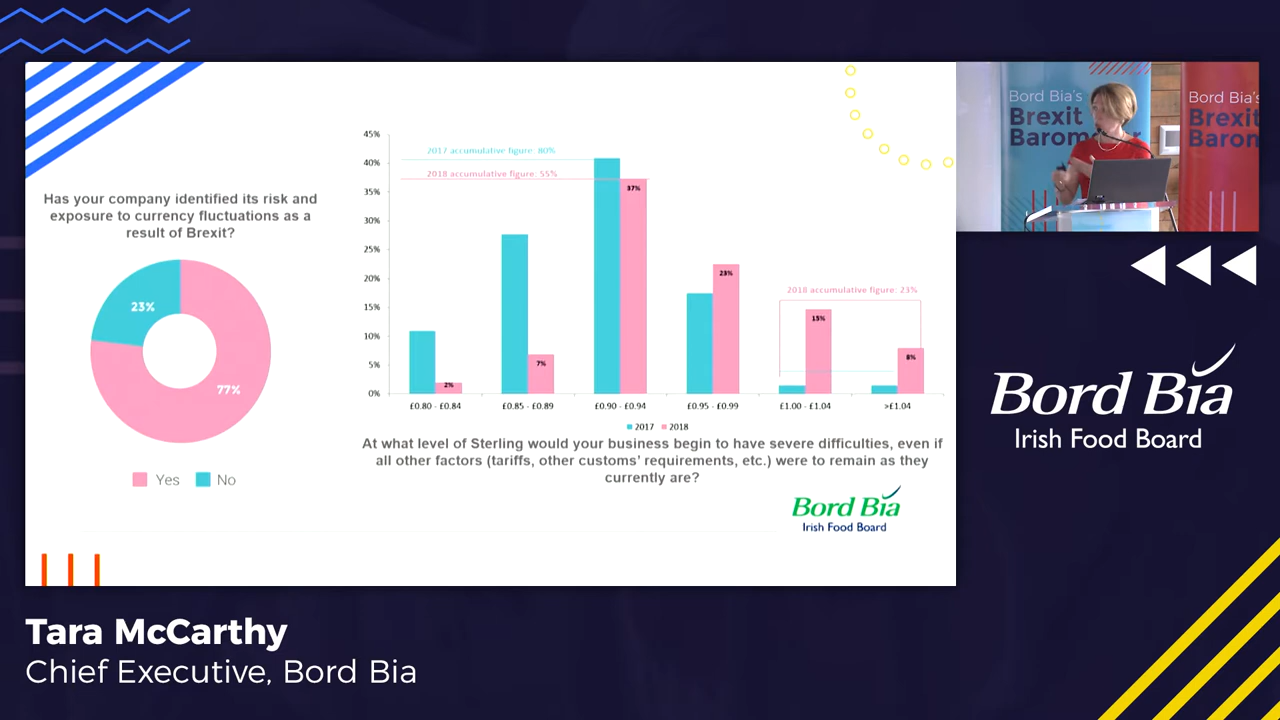 Has your company identified its risk and
exposure to currency fluctuations as a
result of Brexit?
23%
77%
Yes No
45%
40%
35%
30%
25%
20%
15%
10%
5%
0%
2017 accumulative figure: 80%
2018 accumulative figure: 55%
2018 accumulative figure: 23%
2%
7%
37%
23%
15%
8%
£0.80 - £0.84 £0.85 - £0.89 £0.90 - £0.94 £0.95 - £0.99 £1.00 - £1.04 >£1.04
2017 2018
At what level of Sterling would your business begin to have severe difficulties, even if
all other factors (tariffs, other customs' requirements, etc.) were to remain as they
currently are?
Bord Bia
Irish Food Board
Bord Bia's
Brexit
Barom
r
Bord Bia's
Brexit
Barom
Bord Bia
Irish Food Board
Tara McCarthy
Chief Executive, Bord Bia